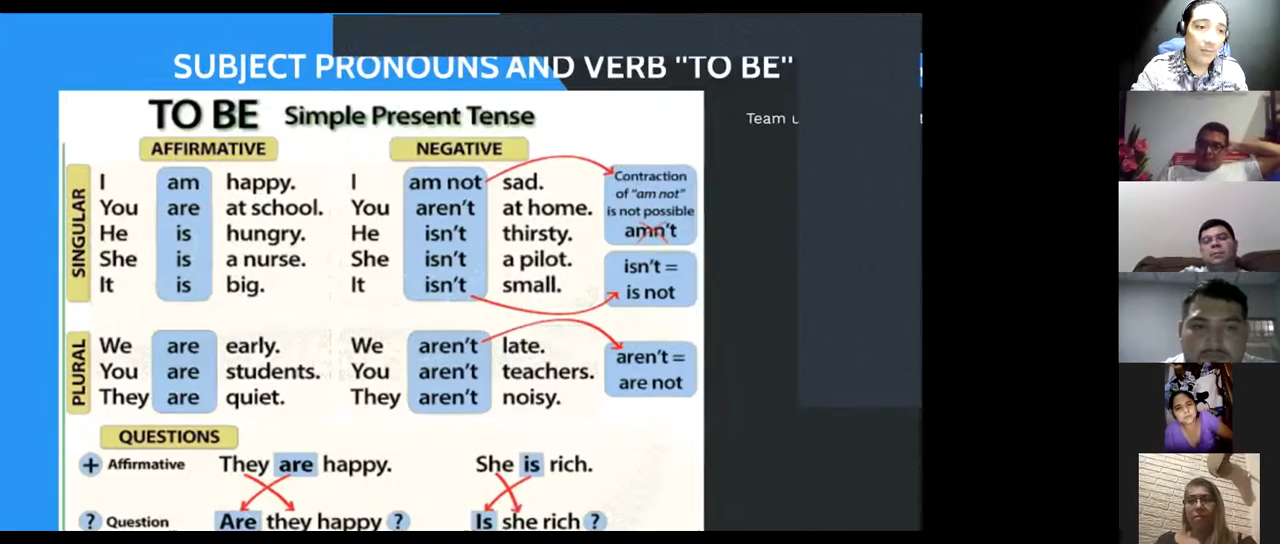 SUBJECT PRONOUNS AND VERB "TO BE"
Team u
TO BE Simple Present Tense
AFFIRMATIVE NEGATIVE
SINGULAR
I am happy. I am not sad.
You are at school. You aren't at home.
He is hungry. He isn't thirsty.
She is a nurse. She isn't a pilot.
It is big. It isn't small.
Contraction
of "am not"
is not possible
amn't
isn't =
is not
PLURAL
We are early. We aren't late.
You are students. You aren't teachers.
They are quiet. They aren't noisy.
aren't =
are not
QUESTIONS
+ Affirmative They are happy. She is rich.
? Question Are they happy ? Is she rich ?